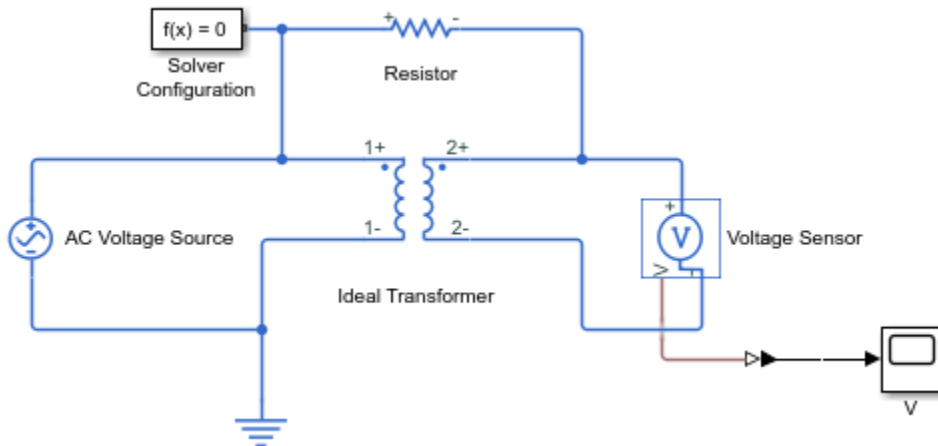 f(x) = 0
Solver
Configuration
+
-
Resistor
1+
2+
AC Voltage Source
1-
2-
+
V
Voltage Sensor
V
-
Ideal Transformer
V